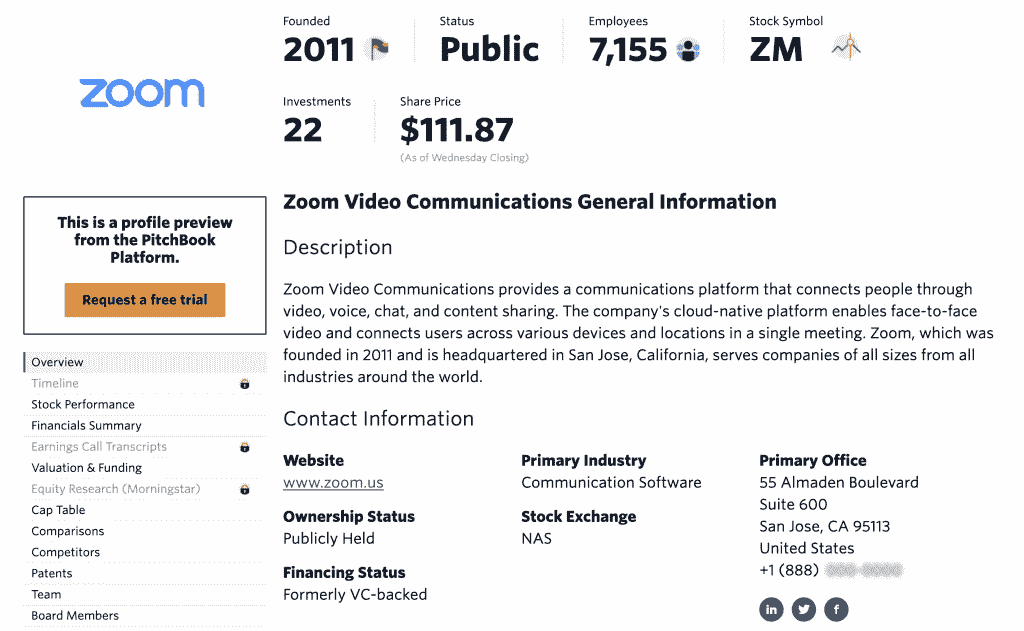 Founded
2011
Status
Public
Employees
7,155
Stock Symbol
ZM
zoom
Investments
22
Share Price
$111.87
(As of Wednesday Closing)
This is a profile preview
from the PitchBook
Platform.
Request a free trial
Overview
Timeline
Stock Performance
Financials Summary
Earnings Call Transcripts
Valuation & Funding
Equity Research (Morningstar)
Cap Table
Comparisons
Competitors
Patents
Team
Board Members
Zoom Video Communications General Information
Description
Zoom Video Communications provides a communications platform that connects people through
video, voice, chat, and content sharing. The company's cloud-native platform enables face-to-face
video and connects users across various devices and locations in a single meeting. Zoom, which was
founded in 2011 and is headquartered in San Jose, California, serves companies of all sizes from all
industries around the world.
Contact Information
Website
www.zoom.us
Ownership Status
Publicly Held
Financing Status
Formerly VC-backed
Primary Industry
Communication Software
Stock Exchange
NAS
Primary Office
55 Almaden Boulevard
Suite 600
San Jose, CA 95113
United States
+1 (888)
in
f